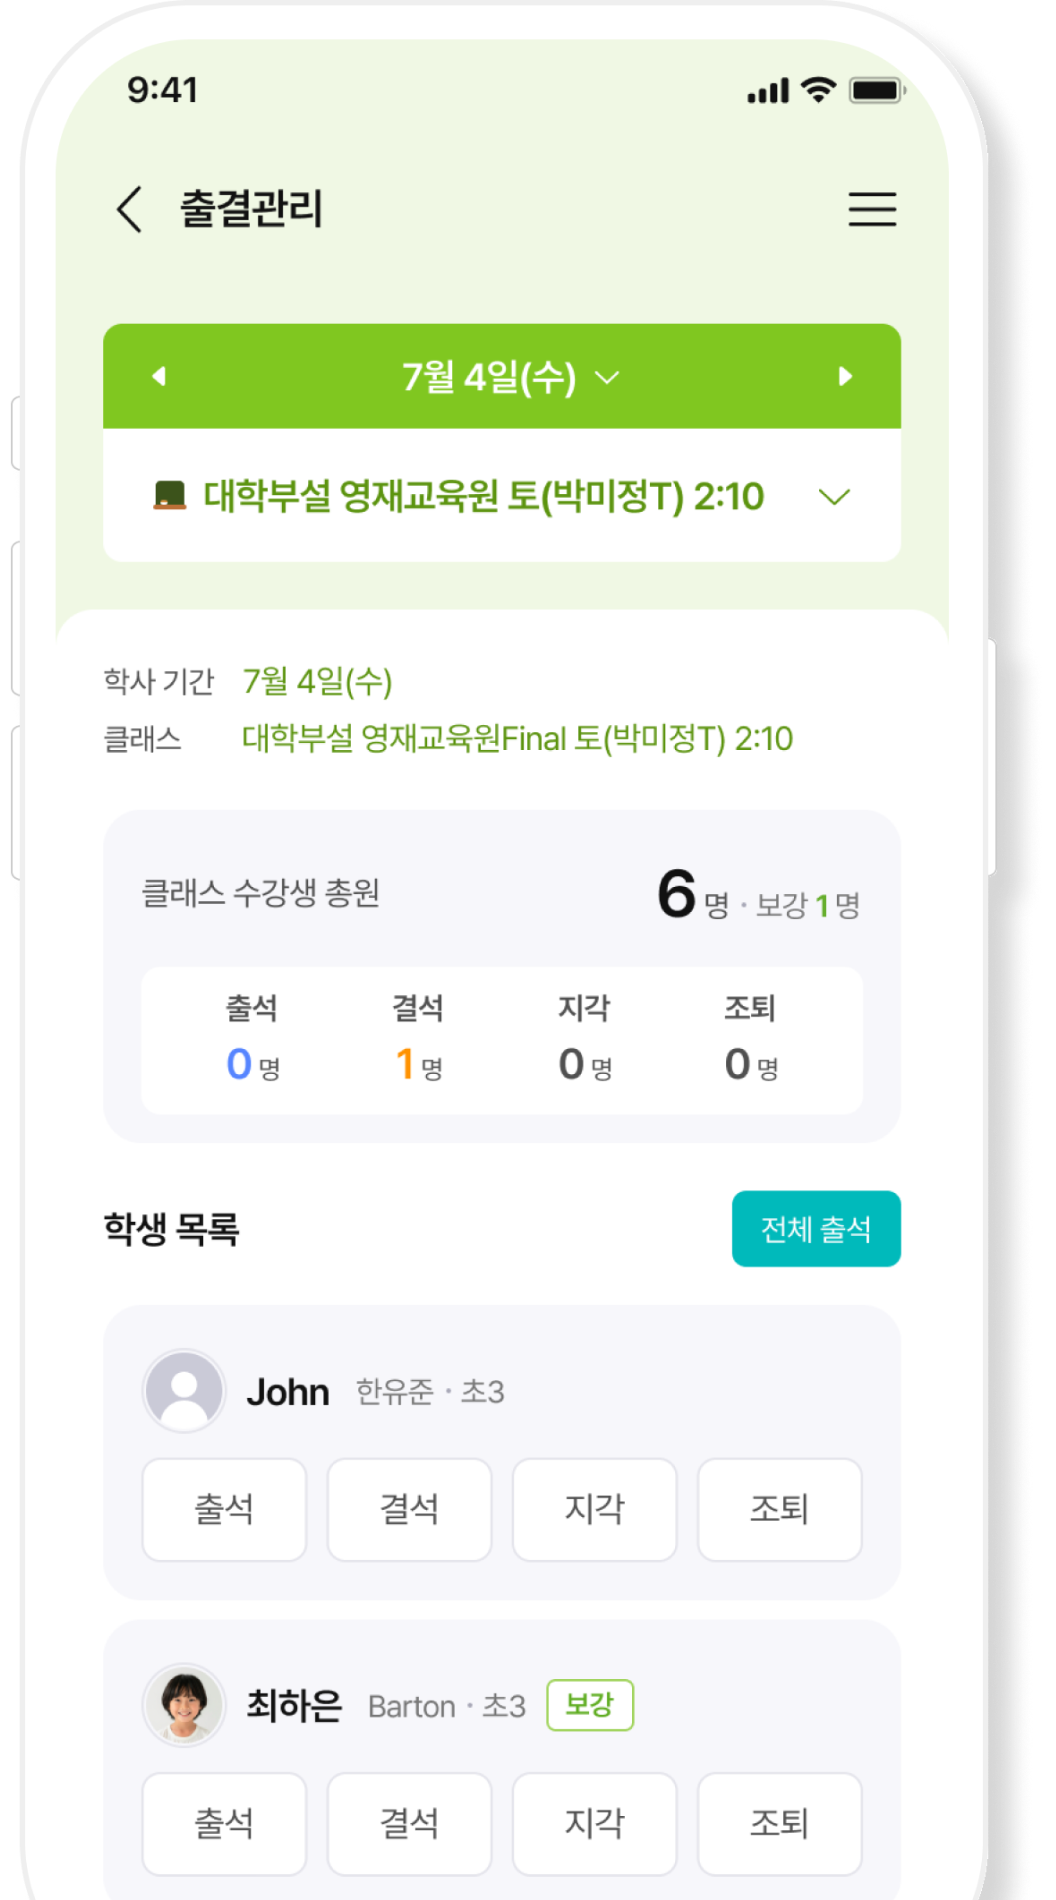 9:41
출결관리
7월 4일(수)
대학부설 영재교육원 토(박미정T) 2:10
학사 기간 7월 4일(수)
클래스 대학부설 영재교육원Final 토(박미정T) 2:10
클래스 수강생 총원 6 명 · 보강 1 명
출석 결석 지각 조퇴
0 명 1 명 0 명 0 명
학생 목록 전체 출석
John 한유준 · 초3
출석 결석 지각 조퇴
최하은 Barton · 초3 보강
출석 결석 지각 조퇴